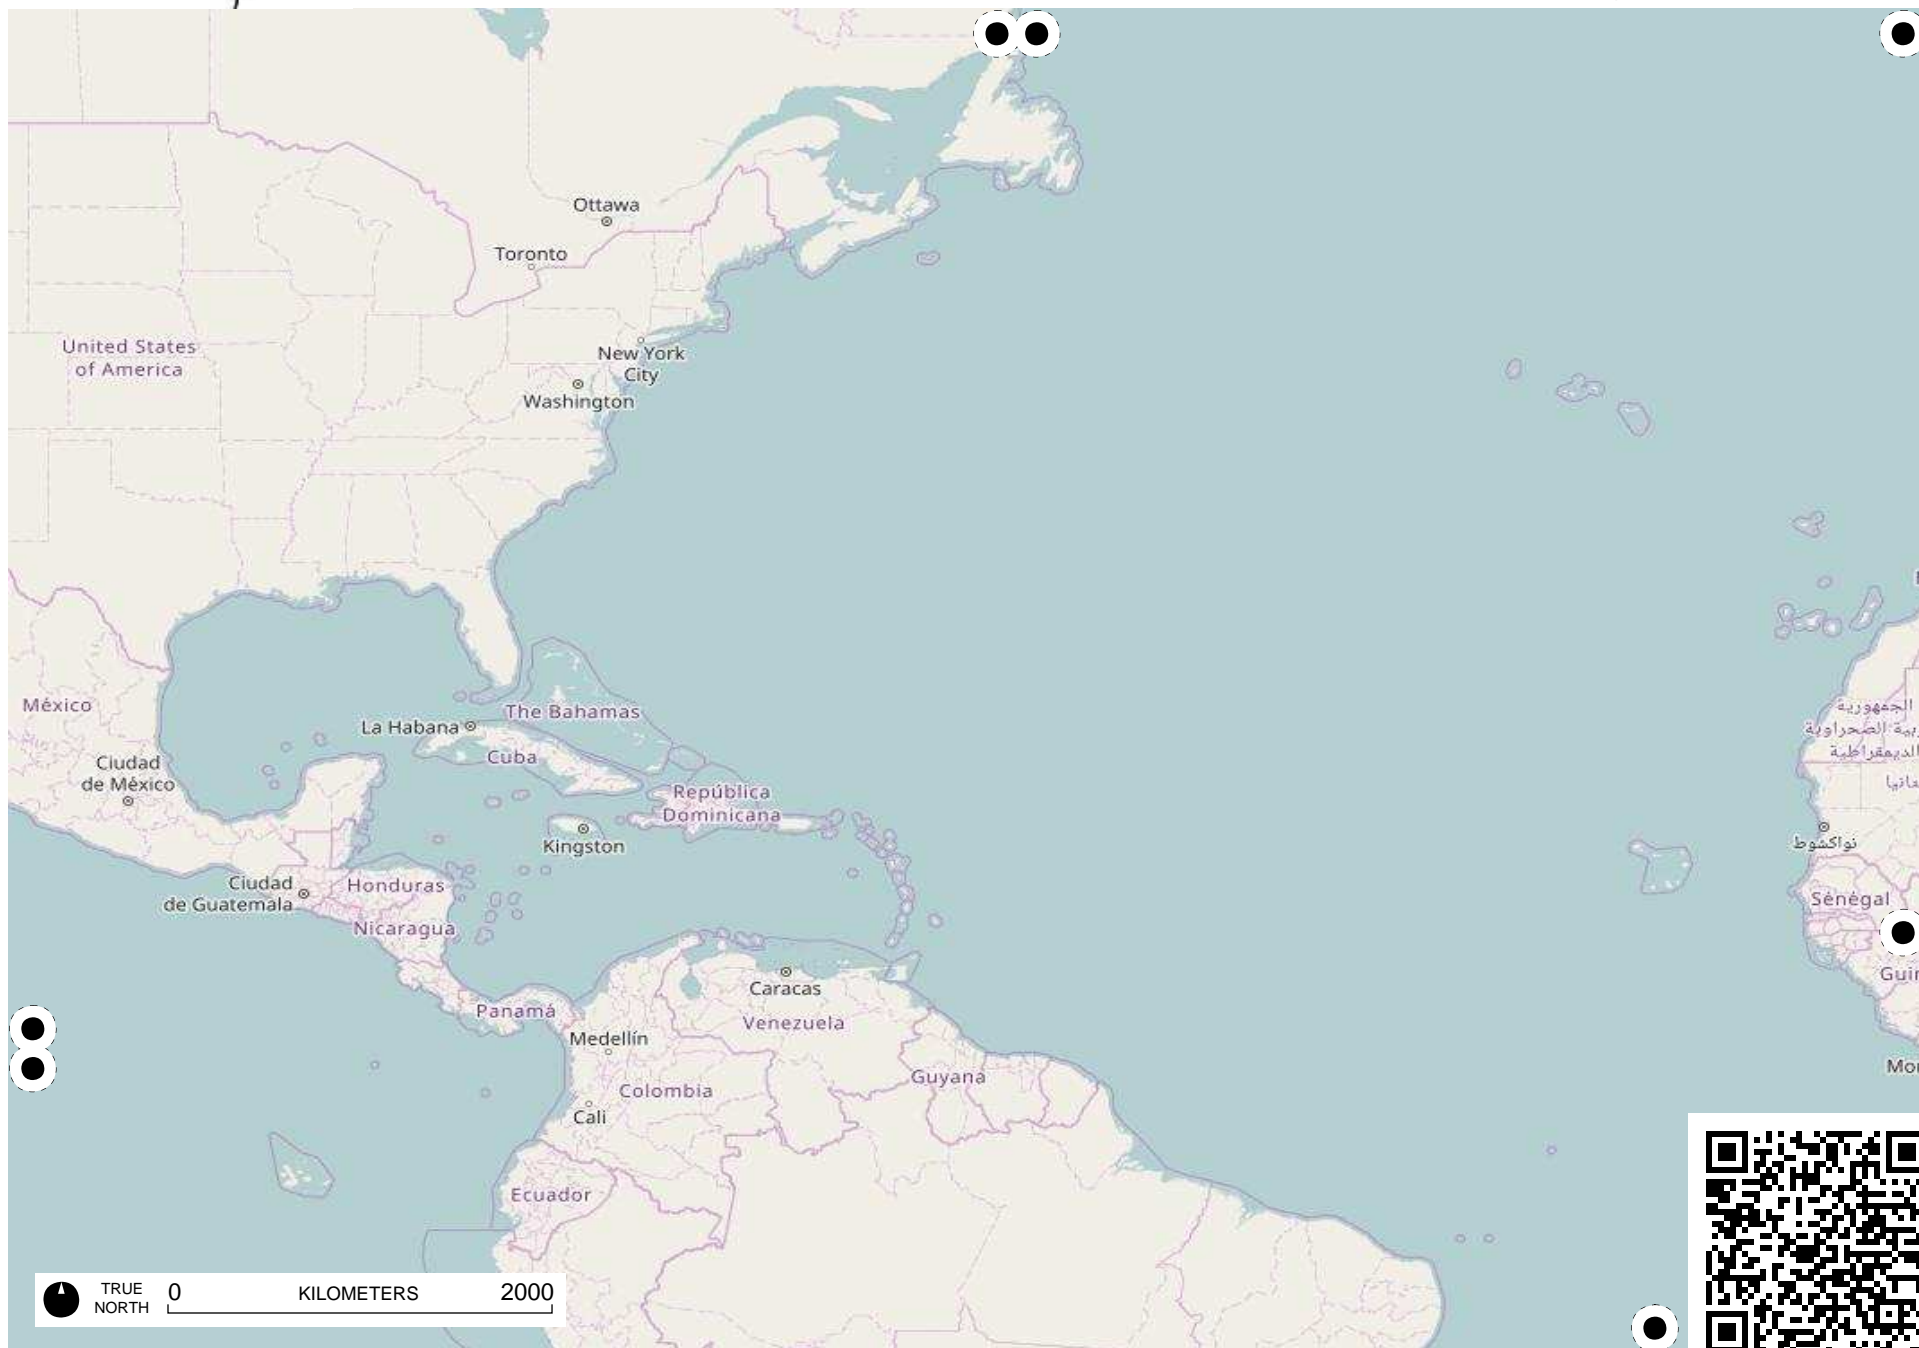 Ottawa
Toronto
United States
of America
New York
City
Washington
México
La Habana
The Bahamas
Cuba
Ciudad
de México
República
Dominicana
Kingston
نواكشوط
Ciudad
de Guatemala
Honduras
Nicaragua
Sénégal
Caracas
Venezuela
Panamá
Medellín
Colombia
Guyana
Cali
Ecuador
TRUE
NORTH
0
KILOMETERS
2000